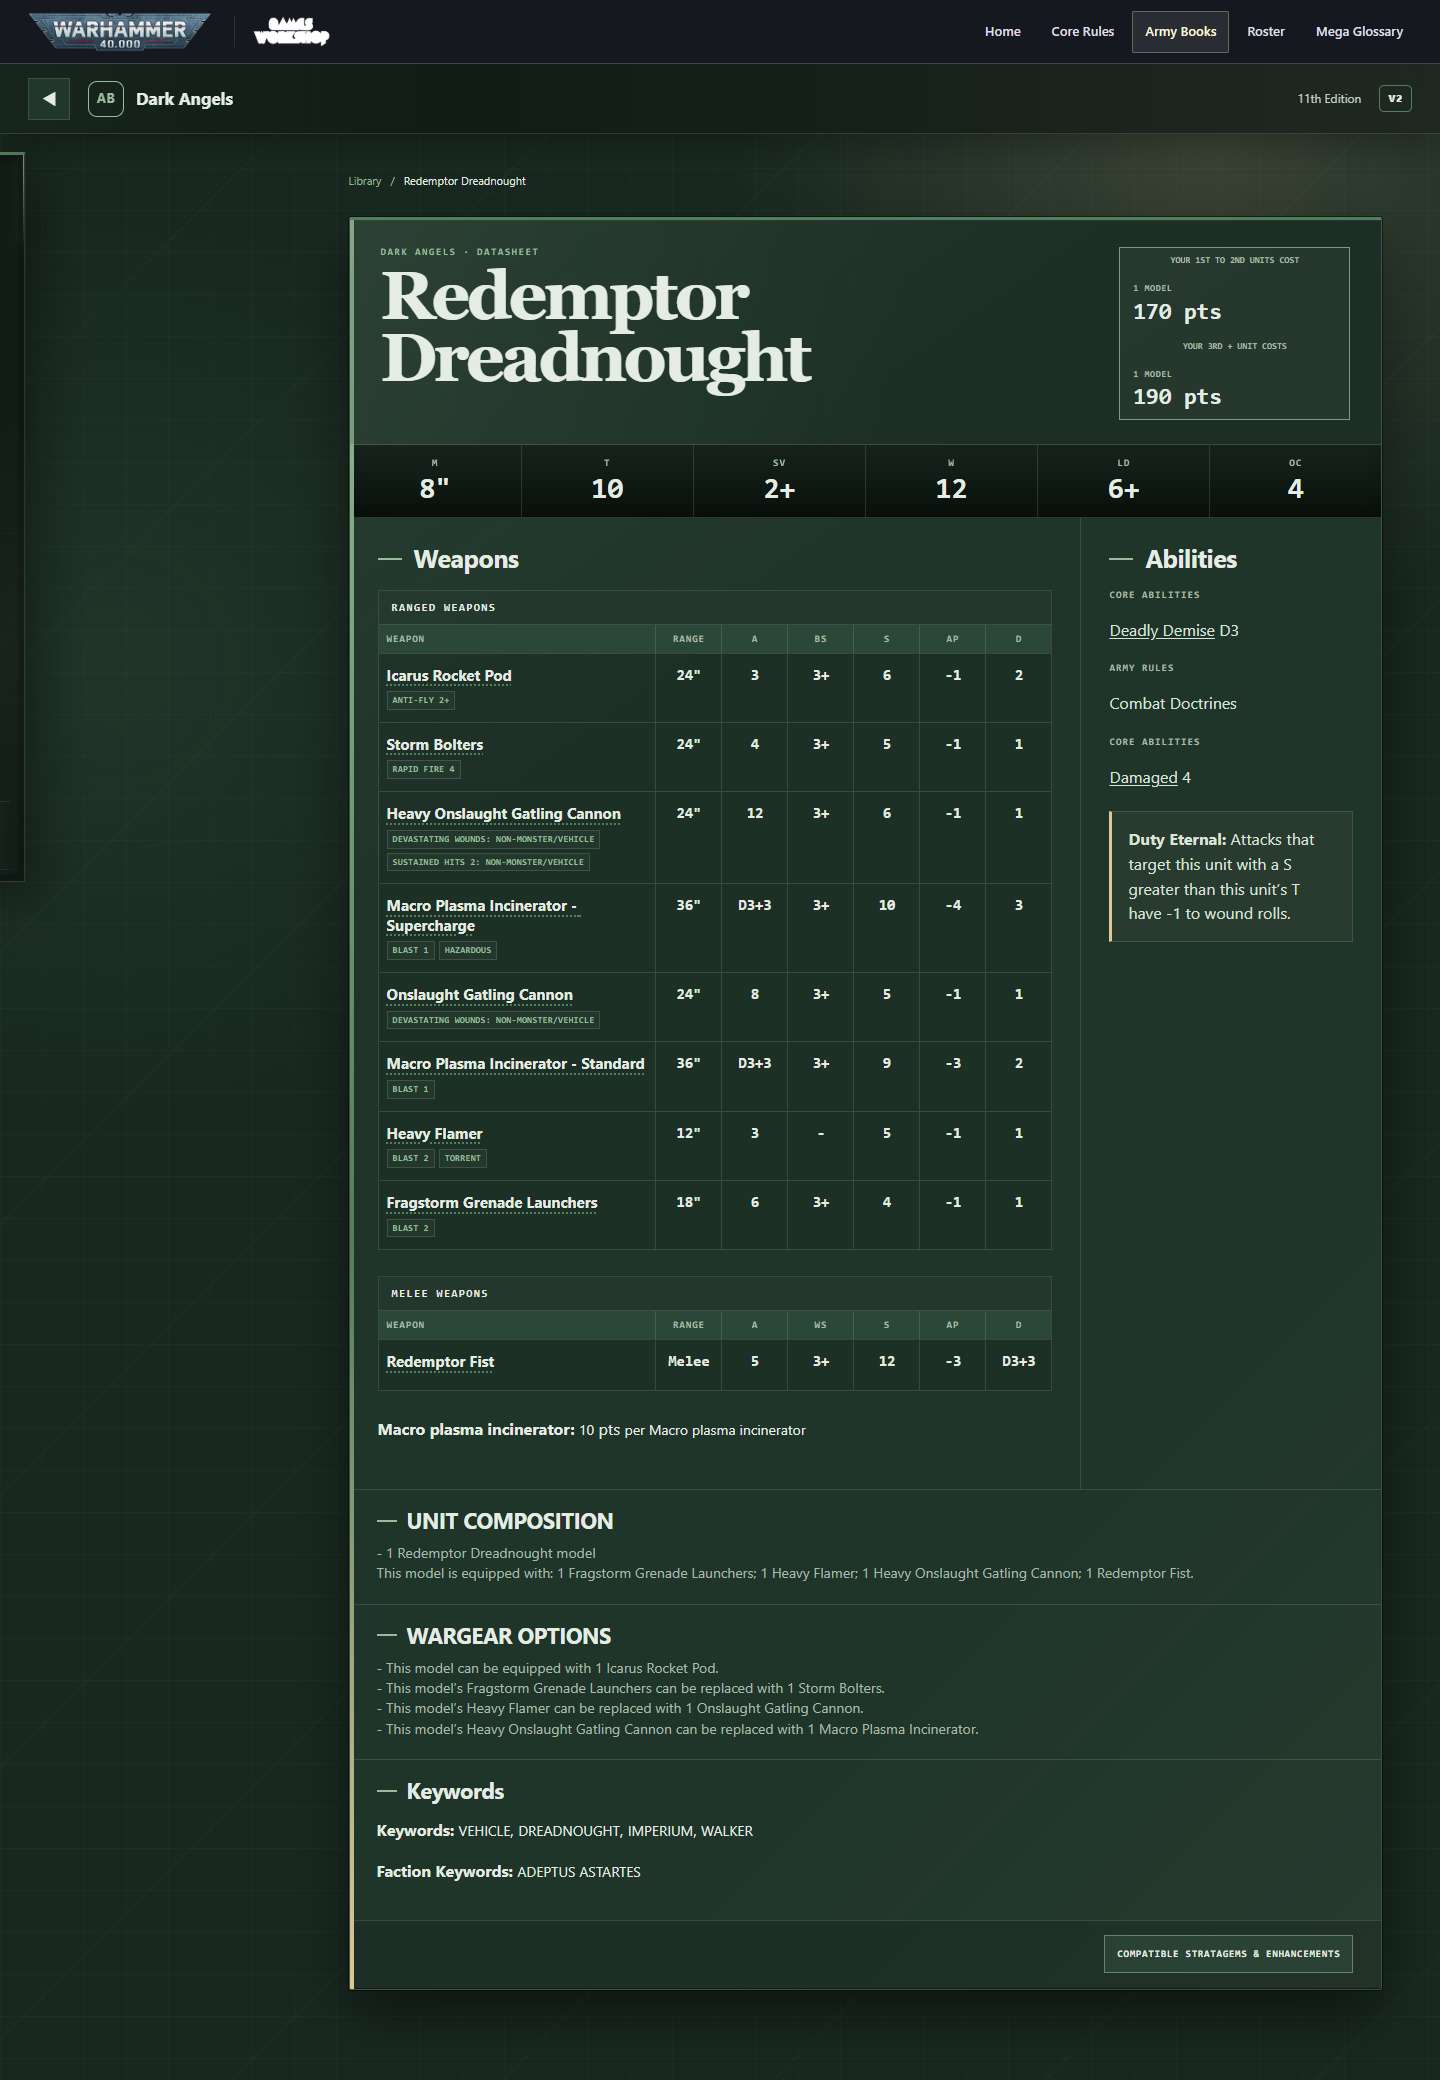 WARHAMMER
40,000
GAMES
WORKSHOP
Home
Core Rules
Army Books
Roster
Mega Glossary
◀
AB
Dark Angels
11th Edition
V2
Library / Redemptor Dreadnought
DARK ANGELS · DATASHEET
Redemptor
Dreadnought
YOUR 1ST TO 2ND UNITS COST
1 MODEL
170 pts
YOUR 3RD + UNIT COSTS
1 MODEL
190 pts
M T SV W LD OC
8" 10 2+ 12 6+ 4
Weapons
RANGED WEAPONS
WEAPON RANGE A BS S AP D
Icarus Rocket Pod 24" 3 3+ 6 -1 2
ANTI-FLY 2+
Storm Bolters 24" 4 3+ 5 -1 1
RAPID FIRE 4
Heavy Onslaught Gatling Cannon 24" 12 3+ 6 -1 1
DEVASTATING WOUNDS: NON-MONSTER/VEHICLE
SUSTAINED HITS 2: NON-MONSTER/VEHICLE
Macro Plasma Incinerator - 36" D3+3 3+ 10 -4 3
Supercharge
BLAST 1 HAZARDOUS
Onslaught Gatling Cannon 24" 8 3+ 5 -1 1
DEVASTATING WOUNDS: NON-MONSTER/VEHICLE
Macro Plasma Incinerator - Standard 36" D3+3 3+ 9 -3 2
BLAST 1
Heavy Flamer 12" 3 - 5 -1 1
BLAST 2 TORRENT
Fragstorm Grenade Launchers 18" 6 3+ 4 -1 1
BLAST 2
MELEE WEAPONS
WEAPON RANGE A WS S AP D
Redemptor Fist Melee 5 3+ 12 -3 D3+3
Macro plasma incinerator: 10 pts per Macro plasma incinerator
Abilities
CORE ABILITIES
Deadly Demise D3
ARMY RULES
Combat Doctrines
CORE ABILITIES
Damaged 4
Duty Eternal: Attacks that
target this unit with a S
greater than this unit's T
have -1 to wound rolls.
UNIT COMPOSITION
- 1 Redemptor Dreadnought model
This model is equipped with: 1 Fragstorm Grenade Launchers; 1 Heavy Flamer; 1 Heavy Onslaught Gatling Cannon; 1 Redemptor Fist.
WARGEAR OPTIONS
- This model can be equipped with 1 Icarus Rocket Pod.
- This model's Fragstorm Grenade Launchers can be replaced with 1 Storm Bolters.
- This model's Heavy Flamer can be replaced with 1 Onslaught Gatling Cannon.
- This model's Heavy Onslaught Gatling Cannon can be replaced with 1 Macro Plasma Incinerator.
Keywords
Keywords: VEHICLE, DREADNOUGHT, IMPERIUM, WALKER
Faction Keywords: ADEPTUS ASTARTES
COMPATIBLE STRATAGEMS & ENHANCEMENTS